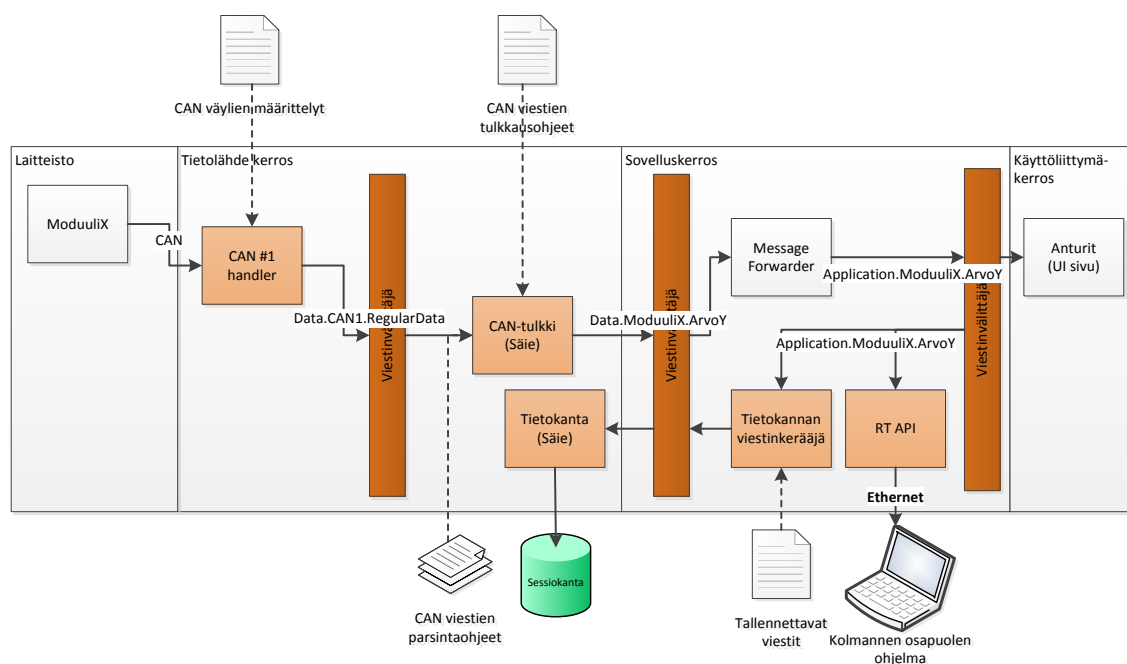 CAN väylien määrittelyt
CAN viestien
tulkkausohjeet
Laitteisto
Tietolähde kerros
Sovelluskerros
Käyttöliittymä-
kerros
ModuuliX
CAN
CAN #1
handler
Viestinvälittäjä
Data.CAN1.RegularData
CAN-tulkki
(Säie)
Data.ModuuliX.ArvoY
Viestinvälittäjä
Message
Forwarder
Application.ModuuliX.ArvoY
Viestinvälittäjä
Anturit
(UI sivu)
Application.ModuuliX.ArvoY
Tietokanta
(Säie)
Tietokannan
viestinkerääjä
RT API
Ethernet
Sessiokanta
CAN viestien
parsintaohjeet
Tallennettavat
viestit
Kolmannen osapuolen
ohjelma